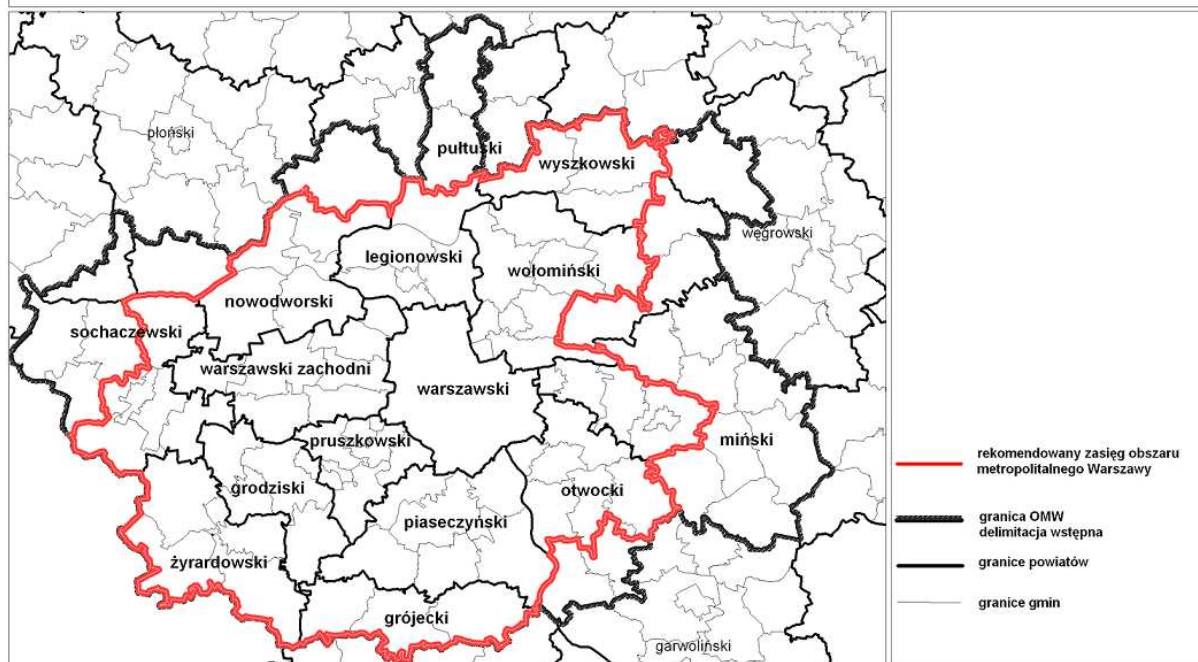 płoński
pułtuski
wyszkowski
węgrowski
legionowski
wołomiński
nowodworski
sochaczewski
warszawski zachodni
warszawski
pruszkowski
miński
grodziski
otwocki
piaseczyński
żyrardowski
grójecki
garwoliński
rekomendowany zasięg obszaru
metropolitalnego Warszawy
granica OMW
delimitacja wstępna
granice powiatów
granice gmin